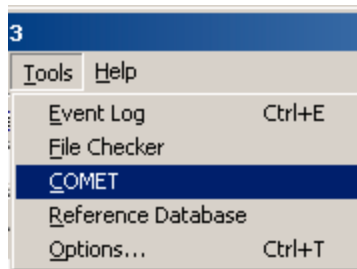 3
Tools Help
Event Log Ctrl+E
File Checker
COMET
Reference Database
Options... Ctrl+T